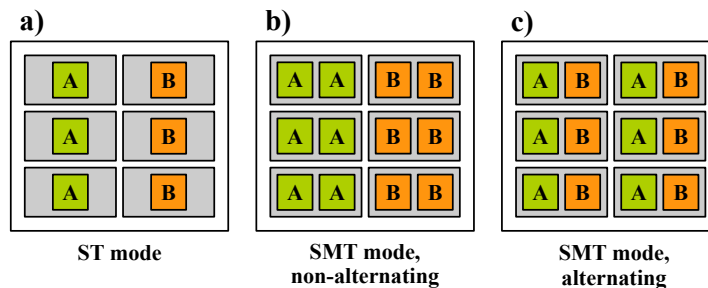 a)
A B
A B
A B
ST mode
b)
A A B B
A A B B
A A B B
SMT mode,
non-alternating
c)
A B A B
A B A B
A B A B
SMT mode,
alternating